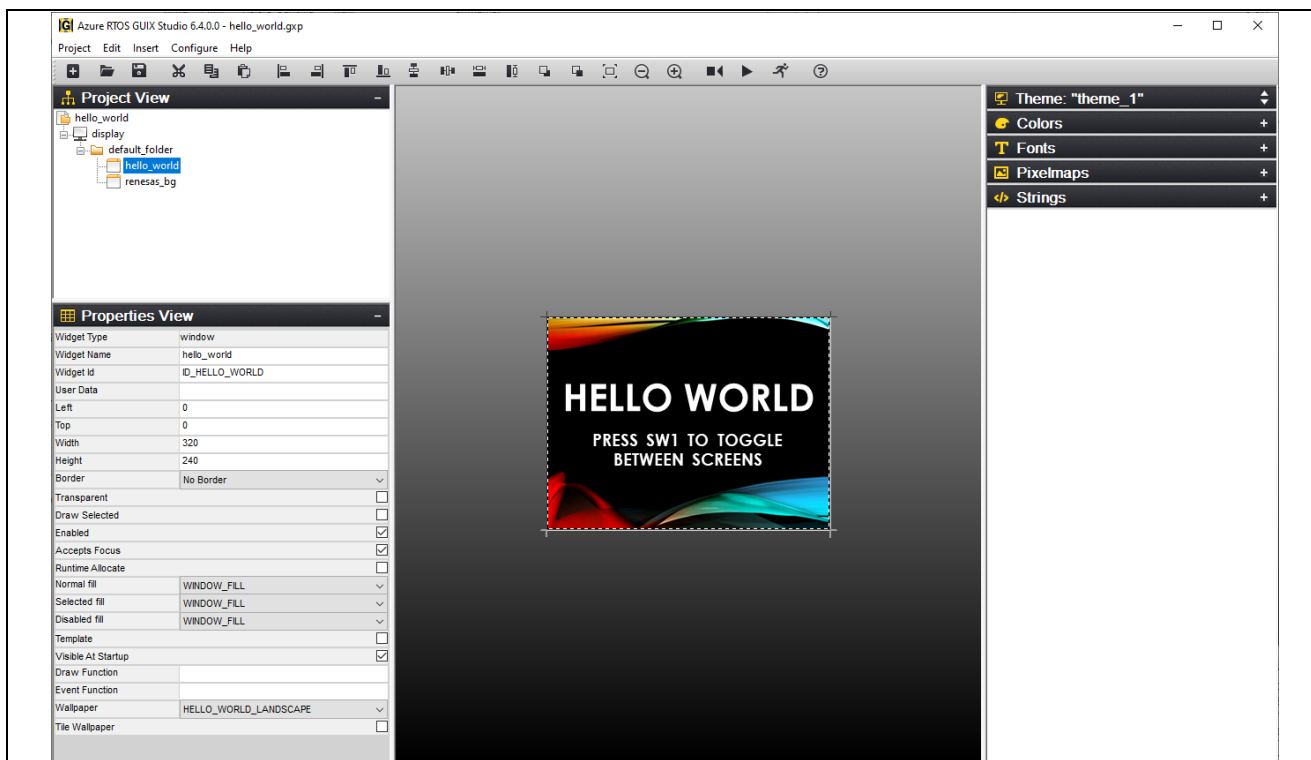 Azure RTOS GUIX Studio 6.4.0.0 - hello_world.gxp
Project Edit Insert Configure Help
Project View
hello_world
display
default_folder
hello_world
renesas_bg
Properties View
Widget Type window
Widget Name hello_world
Widget Id ID_HELLO_WORLD
User Data
Left 0
Top 0
Width 320
Height 240
Border No Border
Transparent
Draw Selected
Enabled
Accepts Focus
Runtime Allocate
Normal fill WINDOW_FILL
Selected fill WINDOW_FILL
Disabled fill WINDOW_FILL
Template
Visible At Startup
Draw Function
Event Function
Wallpaper HELLO_WORLD_LANDSCAPE
Tile Wallpaper
HELLO WORLD
PRESS SW1 TO TOGGLE
BETWEEN SCREENS
Theme: "theme_1"
Colors
Fonts
Pixelmaps
Strings